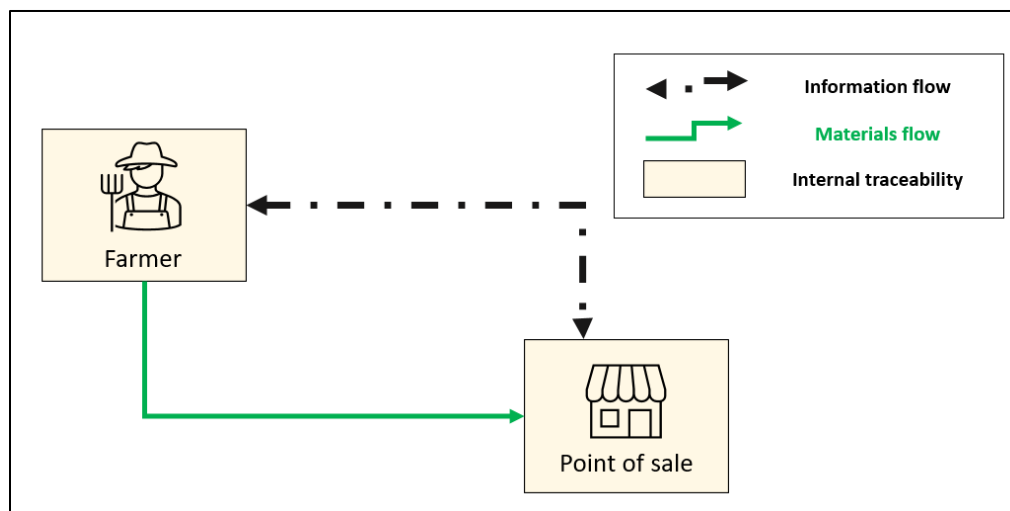 Information flow
Materials flow
Internal traceability
Farmer
Point of sale